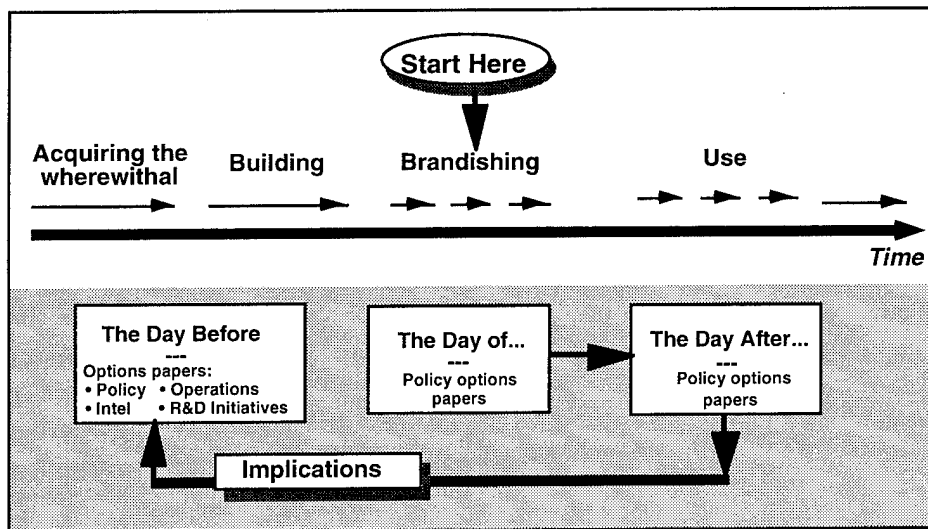 Start Here
Acquiring the
wherewithal
Building
Brandishing
Use
Time
The Day Before
---
Options papers:
• Policy • Operations
• Intel • R&D Initiatives
The Day of...
---
Policy options
papers
The Day After...
---
Policy options
papers
Implications